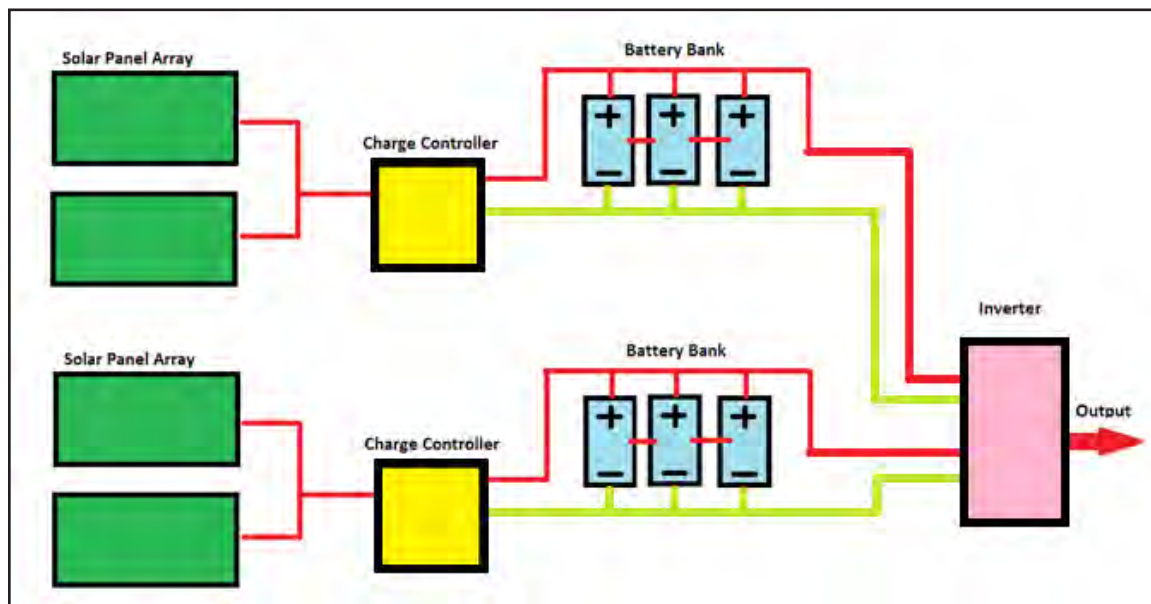 Solar Panel Array
Battery Bank
Charge Controller
+
+
+
−
−
−
Inverter
Output
Solar Panel Array
Battery Bank
Charge Controller
+
+
+
−
−
−